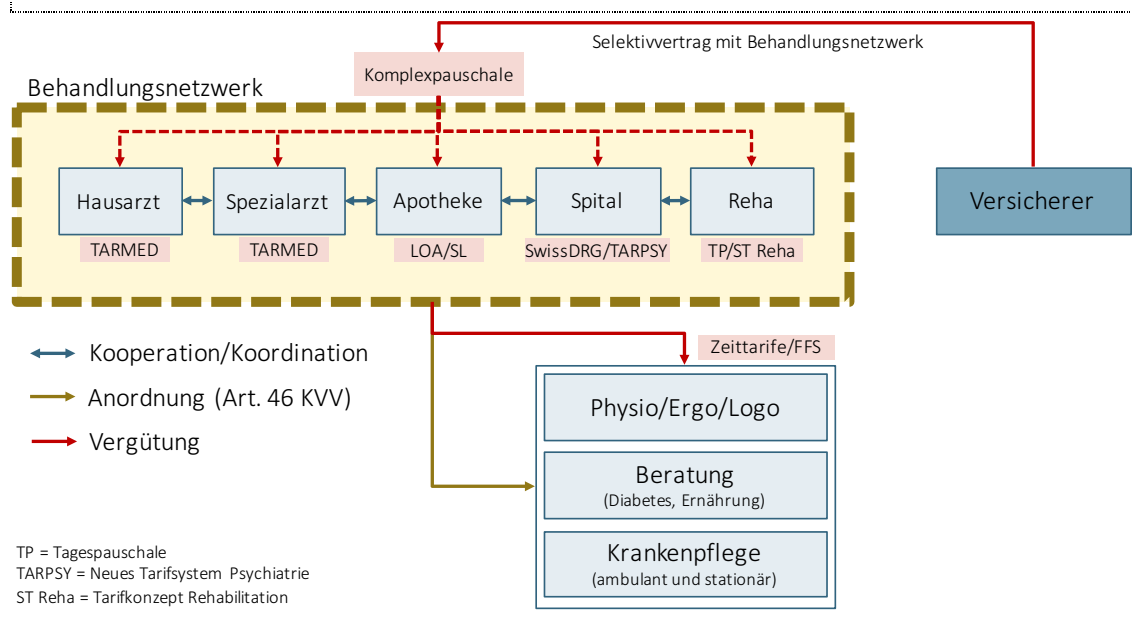 Selektivvertrag mit Behandlungsnetzwerk
Komplexpauschale
Behandlungsnetzwerk
Hausarzt
Spezialarzt
Apotheke
Spital
Reha
Versicherer
TARMED
TARMED
LOA/SL
SwissDRG/TARPSY
TP/ST Reha
Zeittarife/FFS
Kooperation/Koordination
Anordnung (Art. 46 KVV)
Vergütung
Physio/Ergo/Logo
Beratung
(Diabetes, Ernährung)
Krankenpflege
(ambulant und stationär)
TP = Tagespauschale
TARPSY = Neues Tarifsystem Psychiatrie
ST Reha = Tarifkonzept Rehabilitation